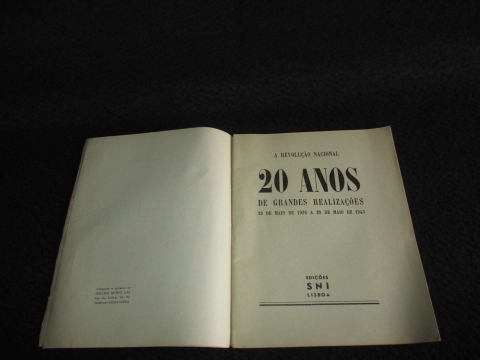 A REVOLUÇÃO NACIONAL
20 ANOS
DE GRANDES REALIZAÇÕES
28 DE MAIO DE 1926 A 28 DE MAIO DE 1945
EDIÇÕES
SNI
LISBOA